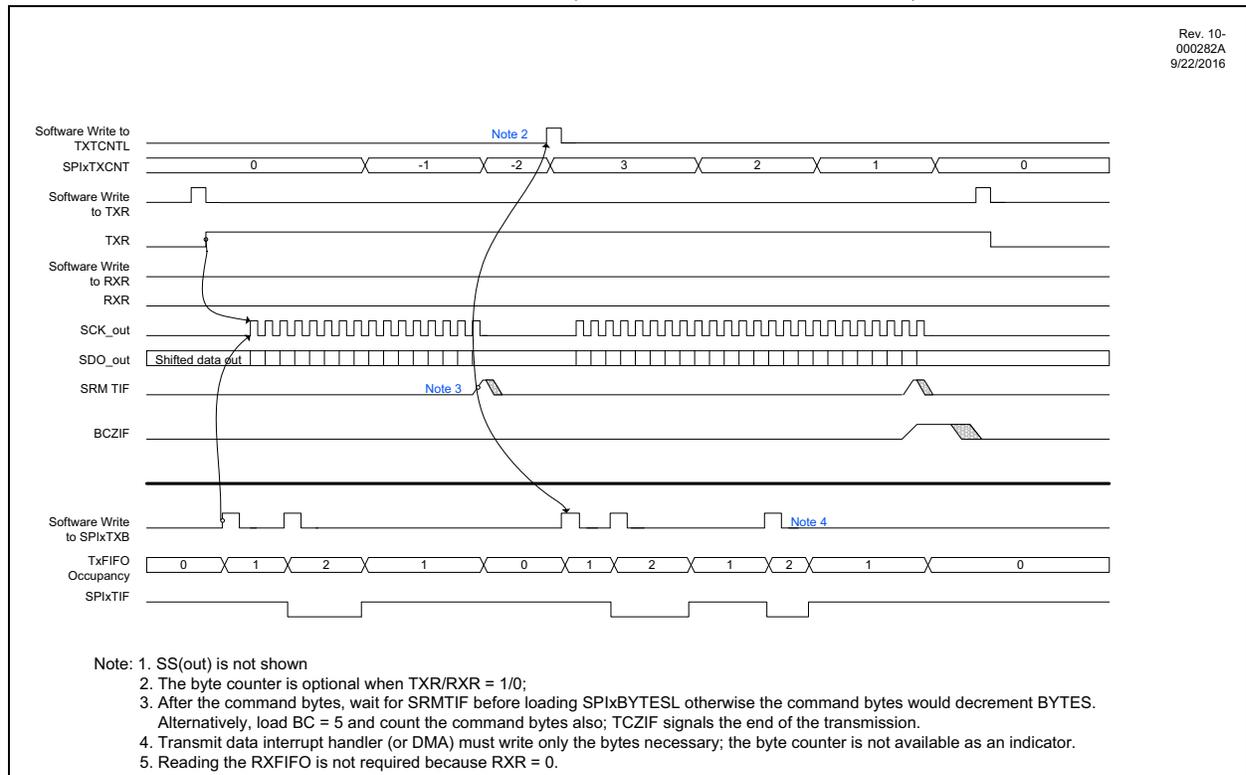 Rev. 10-
000282A
9/22/2016
Software Write to
TXTCNTL
Note 2
SPIxTXCNT 0 -1 -2 3 2 1 0
Software Write
to TXR
TXR
Software Write
to RXR
RXR
SCK_out
SDO_out Shifted data out
SRM TIF Note 3
BCZIF
Software Write
to SPIxTXB
Note 4
TxFIFO
Occupancy
0 1 2 1 0 1 2 1 2 1 0
SPIxTIF
Note: 1. SS(out) is not shown
2. The byte counter is optional when TXR/RXR = 1/0;
3. After the command bytes, wait for SRMTIF before loading SPIxBYTESL otherwise the command bytes would decrement BYTES.
Alternatively, load BC = 5 and count the command bytes also; TCZIF signals the end of the transmission.
4. Transmit data interrupt handler (or DMA) must write only the bytes necessary; the byte counter is not available as an indicator.
5. Reading the RXFIFO is not required because RXR = 0.